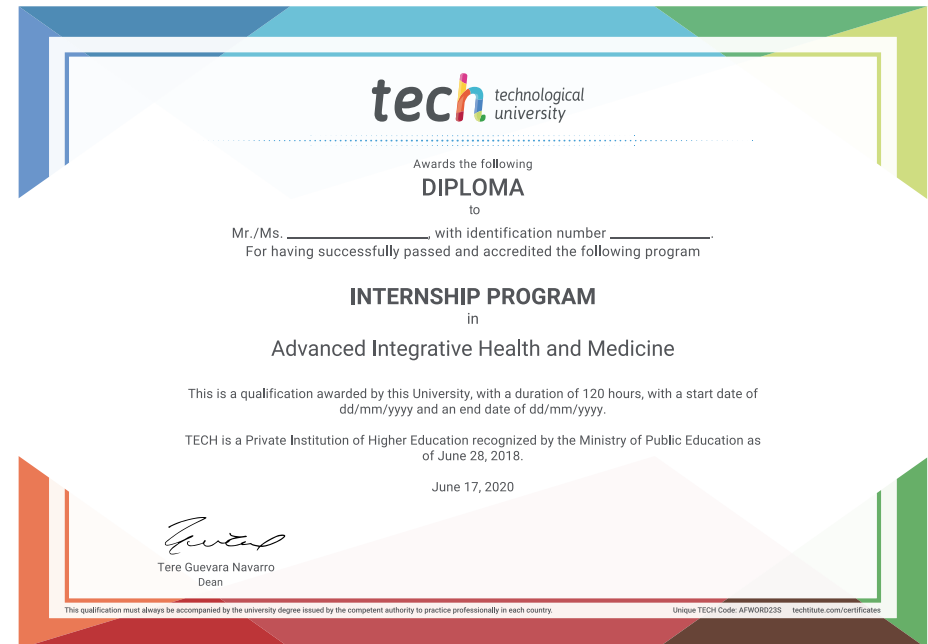 tech technological
university
Awards the following
DIPLOMA
to
Mr./Ms. ____________________, with identification number ______________.
For having successfully passed and accredited the following program
INTERNSHIP PROGRAM
in
Advanced Integrative Health and Medicine
This is a qualification awarded by this University, with a duration of 120 hours, with a start date of
dd/mm/yyyy and an end date of dd/mm/yyyy.
TECH is a Private Institution of Higher Education recognized by the Ministry of Public Education as
of June 28, 2018.
June 17, 2020
Tere Guevara Navarro
Dean
This qualification must always be accompanied by the university degree issued by the competent authority to practice professionally in each country. Unique TECH Code: AFWORD23S techtitute.com/certificates